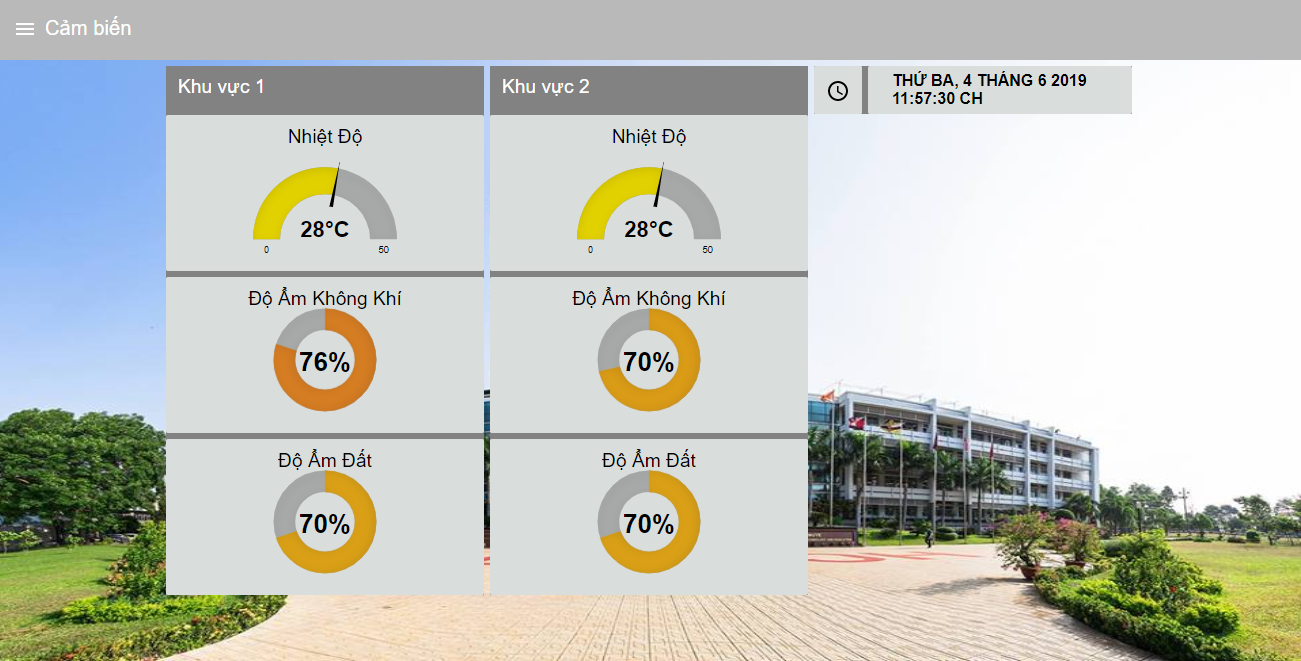 Cảm biến
Khu vực 1
Nhiệt Độ
28°C
0
50
Độ Ẩm Không Khí
76%
Độ Ẩm Đất
70%
Khu vực 2
Nhiệt Độ
28°C
0
50
Độ Ẩm Không Khí
70%
Độ Ẩm Đất
70%
THỨ BA, 4 THÁNG 6 2019
11:57:30 CH